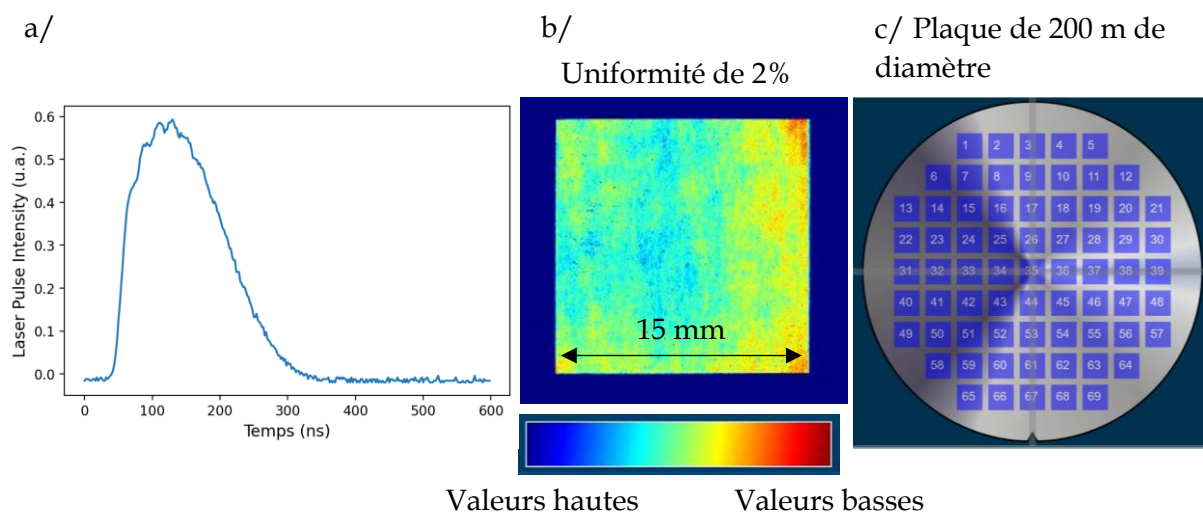 a/
b/
c/ Plaque de 200 m de
diamètre
Uniformité de 2%
Laser Pulse Intensity (u.a.)
0.6
0.5
0.4
0.3
0.2
0.1
0.0
0 100 200 300 400 500 600
Temps (ns)
15 mm
Valeurs hautes Valeurs basses
1 2 3 4 5
6 7 8 9 10 11 12
13 14 15 16 17 18 19 20 21
22 23 24 25 26 27 28 29 30
31 32 33 34 35 36 37 38 39
40 41 42 43 44 45 46 47 48
49 50 51 52 53 54 55 56 57
58 59 60 61 62 63 64
65 66 67 68 69